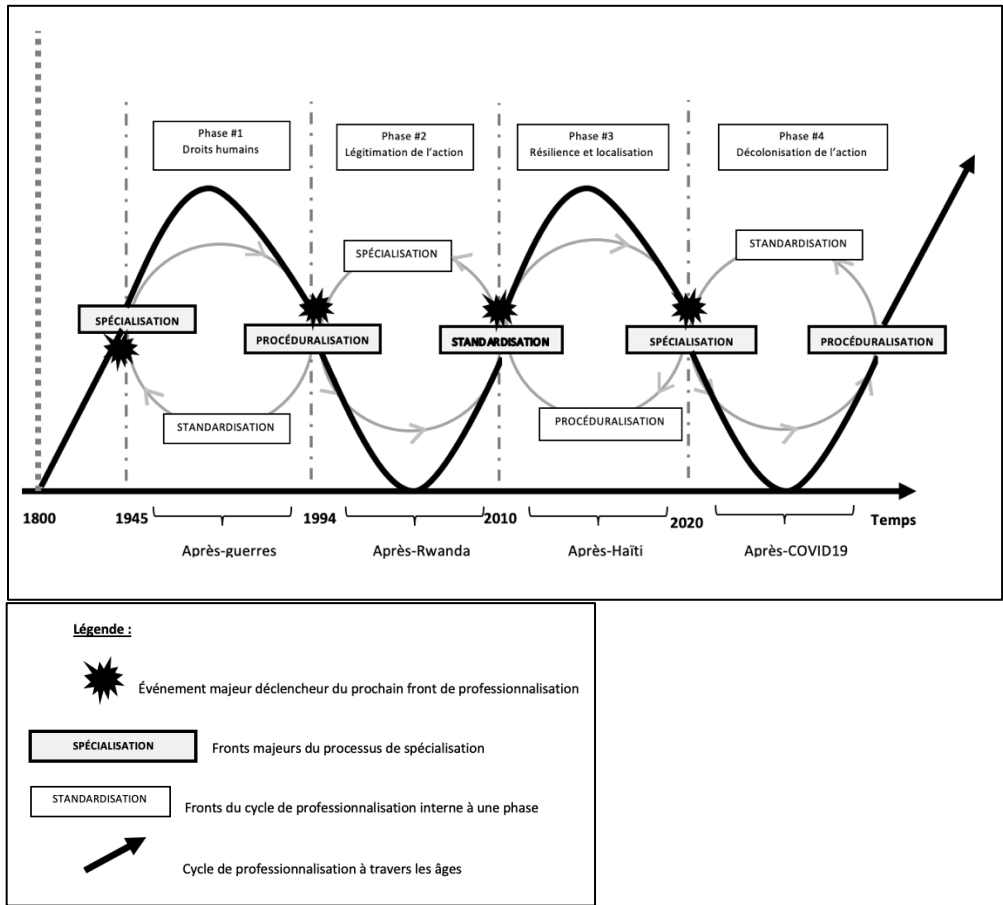 Phase #1
Droits humains
Phase #2
Légitimation de l’action
Phase #3
Résilience et localisation
Phase #4
Décolonisation de l’action
SPÉCIALISATION
STANDARDISATION
SPÉCIALISATION
PROCÉDURALISATION
STANDARDISATION
SPÉCIALISATION
PROCÉDURALISATION
STANDARDISATION
PROCÉDURALISATION
1800
1945
1994
2010
2020
Temps
Après-guerres
Après-Rwanda
Après-Haïti
Après-COVID19
Légende :
Événement majeur déclencheur du prochain front de professionnalisation
SPÉCIALISATION
Fronts majeurs du processus de spécialisation
STANDARDISATION
Fronts du cycle de professionnalisation interne à une phase
Cycle de professionnalisation à travers les âges